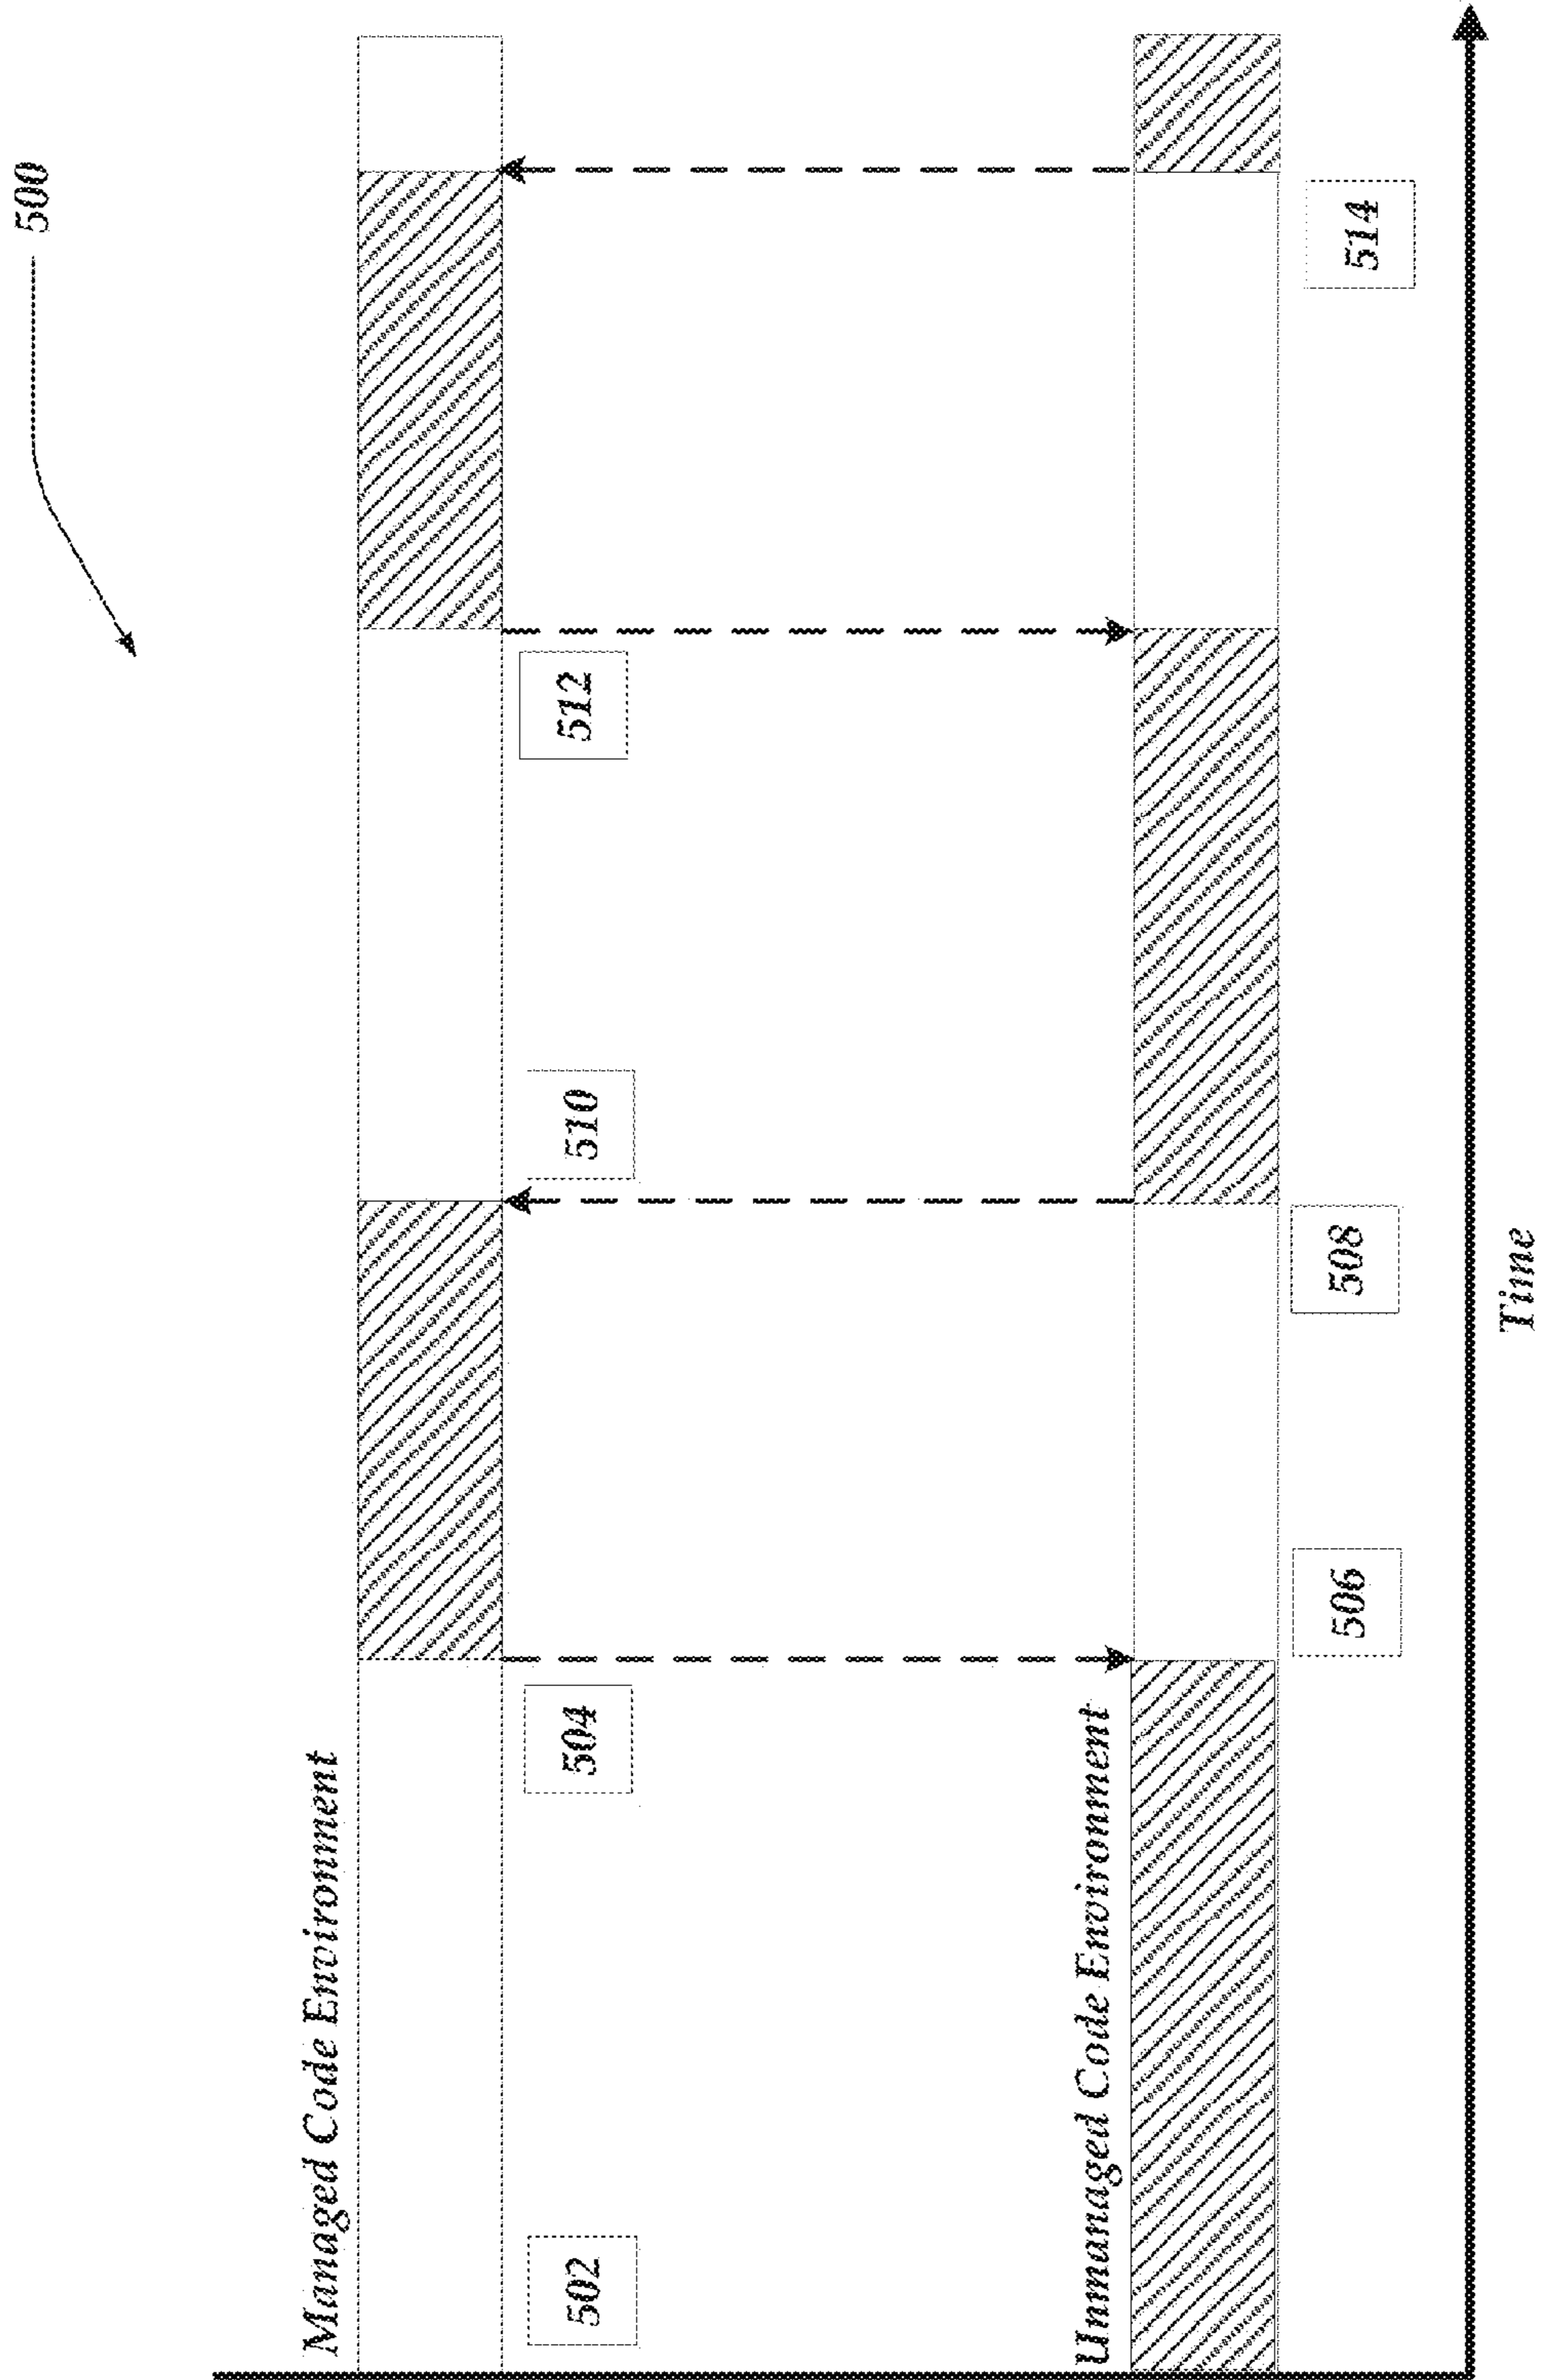 500
Managed Code Environment
502
504
510
512
Unmanaged Code Environment
506
508
514
Time